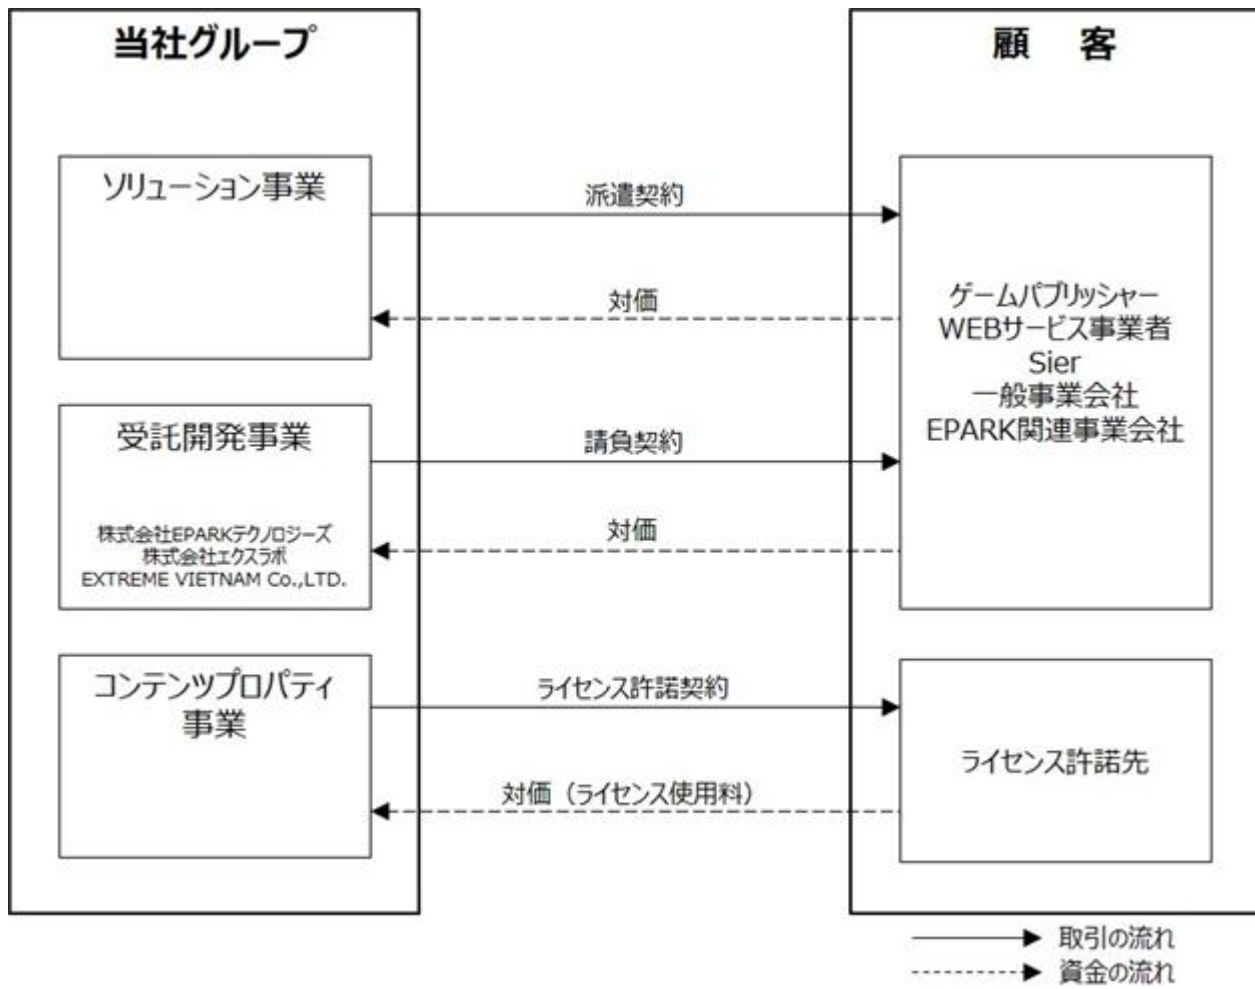 当社グループ
顧 客
ソリューション事業
派遣契約
対価
ゲームパブリッシャー
WEBサービス事業者
Sier
一般事業会社
EPARK関連事業会社
受託開発事業
請負契約
対価
株式会社EPARKテクノロジーズ
株式会社エクスラボ
EXTREME VIETNAM Co.,LTD.
コンテンツプロパティ
事業
ライセンス許諾契約
対価（ライセンス使用料）
ライセンス許諾先
取引の流れ
資金の流れ